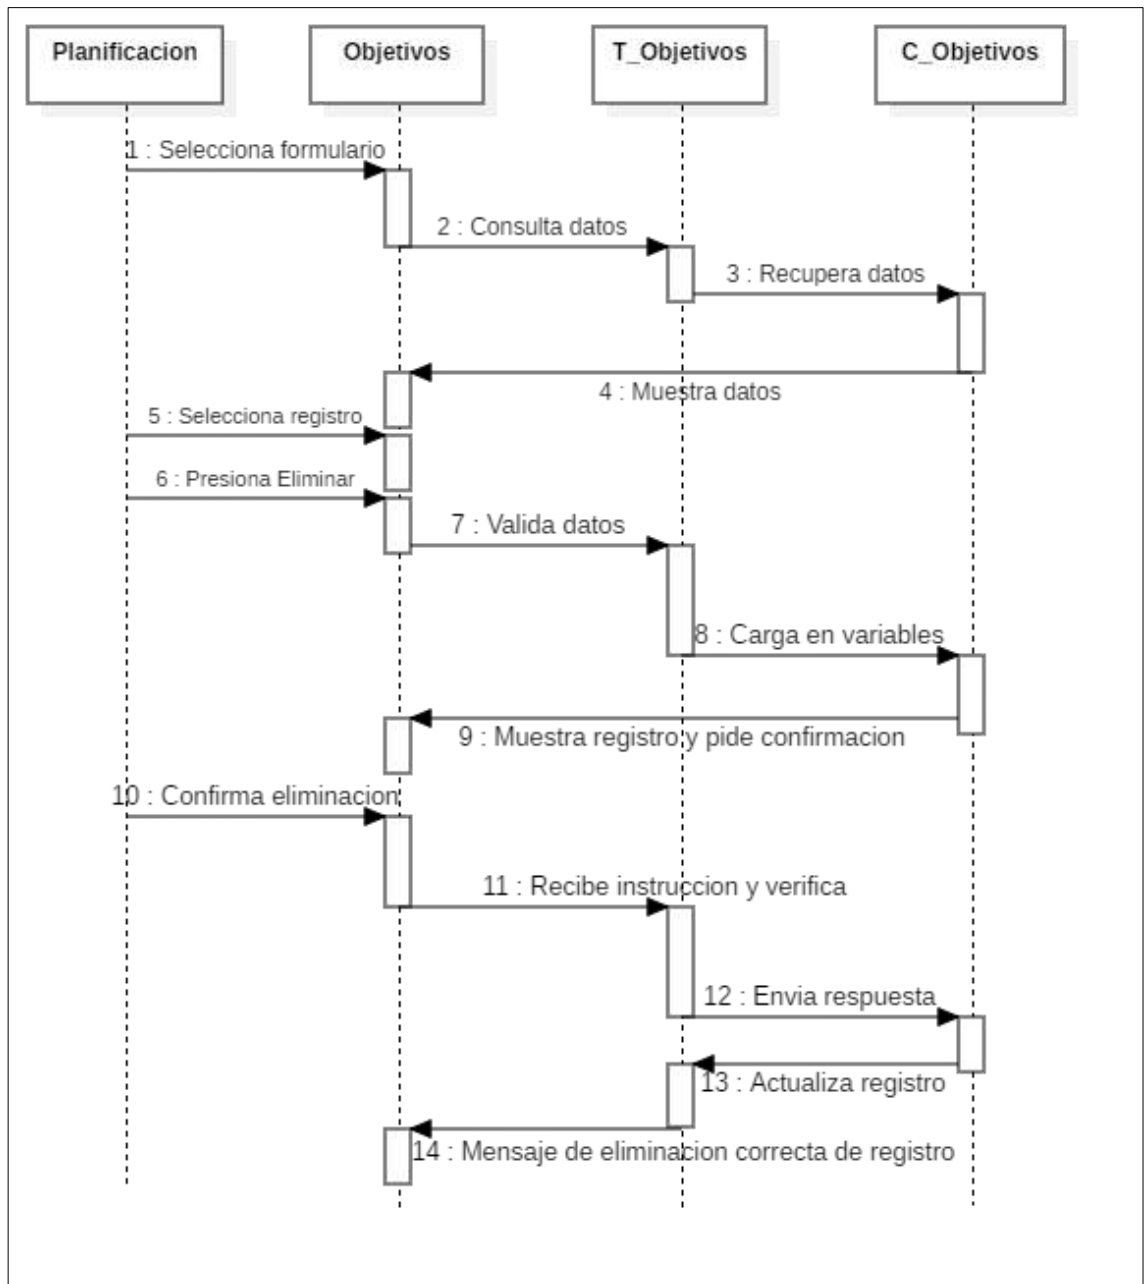 Planificacion
Objetivos
T_Objetivos
C_Objetivos
1 : Selecciona formulario
2 : Consulta datos
3 : Recupera datos
4 : Muestra datos
5 : Selecciona registro
6 : Presiona Eliminar
7 : Valida datos
8 : Carga en variables
9 : Muestra registro y pide confirmacion
10 : Confirma eliminacion
11 : Recibe instruccion y verifica
12 : Envia respuesta
13 : Actualiza registro
14 : Mensaje de eliminacion correcta de registro